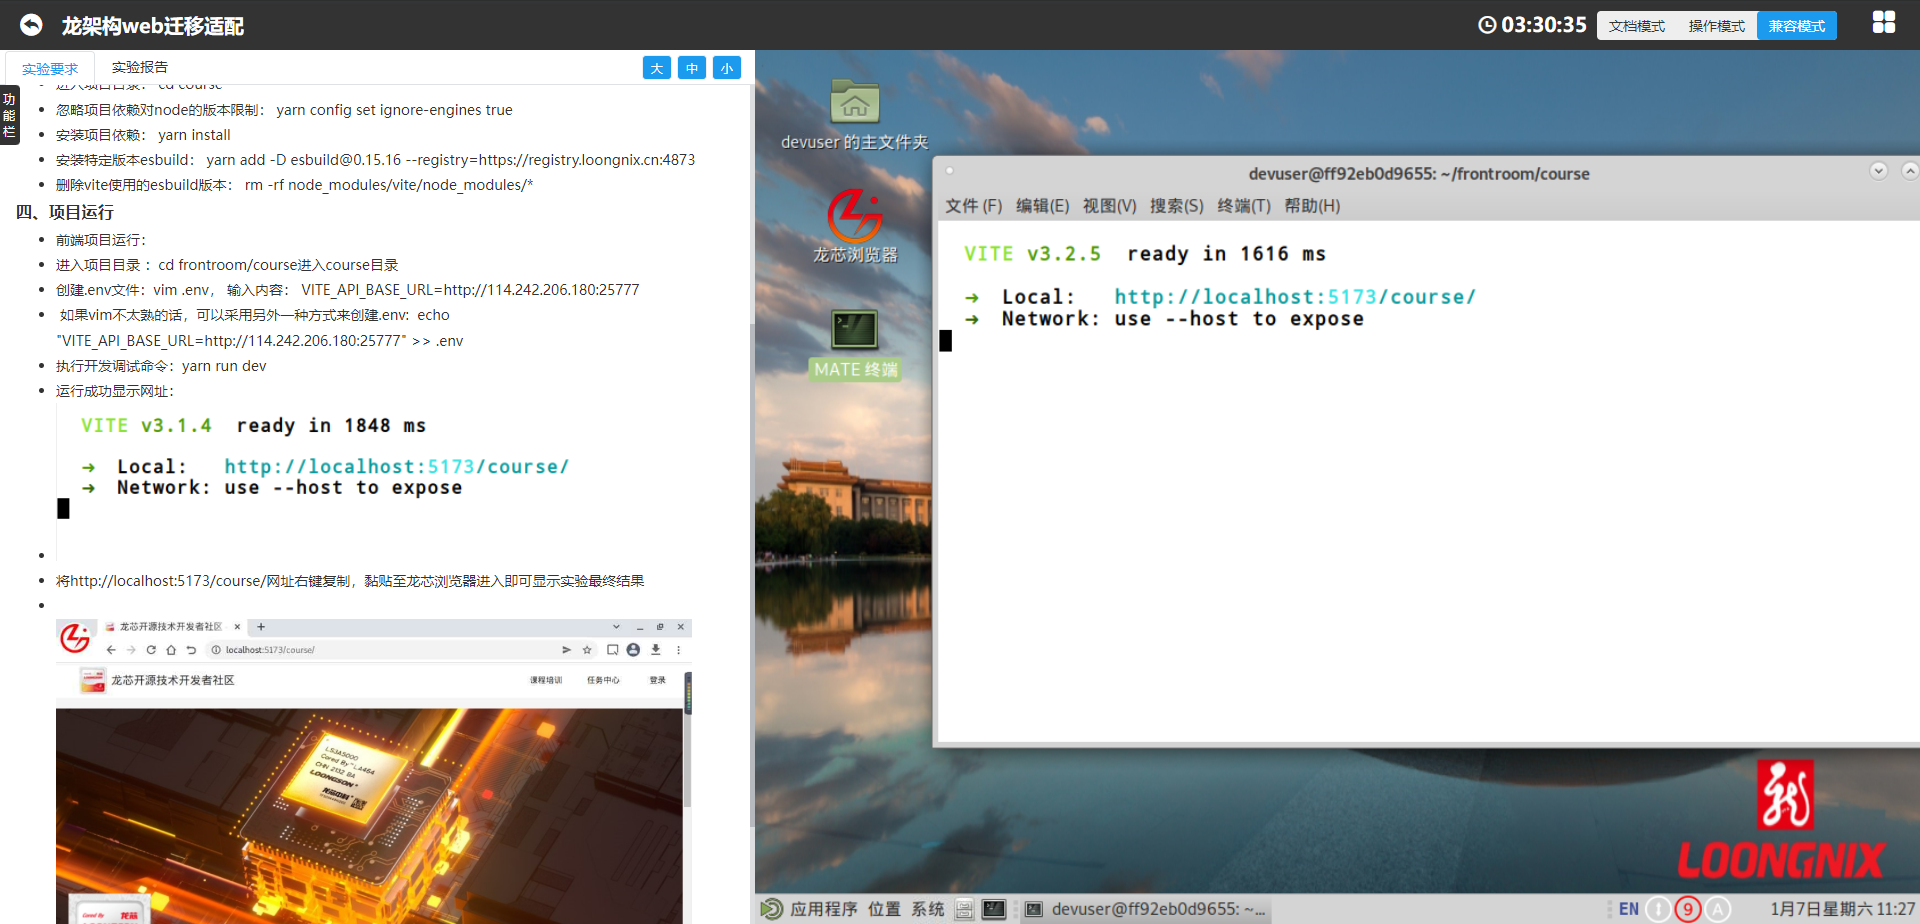 龙架构web迁移适配
03:30:35
文档模式 操作模式 兼容模式
实验要求 实验报告 大 中 小
功能栏
进入项目目录： cd course
忽略项目依赖对node的版本限制： yarn config set ignore-engines true
安装项目依赖： yarn install
安装特定版本esbuild： yarn add -D esbuild@0.15.16 --registry=https://registry.loongnix.cn:4873
删除vite使用的esbuild版本： rm -rf node_modules/vite/node_modules/*
四、项目运行
前端项目运行：
进入项目目录 ：cd frontroom/course进入course目录
创建.env文件：vim .env， 输入内容： VITE_API_BASE_URL=http://114.242.206.180:25777
如果vim不太熟的话，可以采用另外一种方式来创建.env: echo
"VITE_API_BASE_URL=http://114.242.206.180:25777" >> .env
执行开发调试命令：yarn run dev
运行成功显示网址：
VITE v3.1.4 ready in 1848 ms
➜ Local: http://localhost:5173/course/
➜ Network: use --host to expose
将http://localhost:5173/course/网址右键复制，黏贴至龙芯浏览器进入即可显示实验最终结果
龙芯开源技术开发者社区
localhost:5173/course/
龙芯开源技术开发者社区 课程培训 任务中心 登录
LS3A5000
Cored By LA464
CHN 2132 BA
LOONGSON
龙芯中科
Cored By 龙芯
devuser 的主文件夹
龙芯浏览器
MATE 终端
devuser@ff92eb0d9655: ~/frontroom/course
文件(F) 编辑(E) 视图(V) 搜索(S) 终端(T) 帮助(H)
VITE v3.2.5 ready in 1616 ms
➜ Local: http://localhost:5173/course/
➜ Network: use --host to expose
LOONGNIX
应用程序 位置 系统 devuser@ff92eb0d9655: ~... EN 9 A 1月7日星期六 11:27